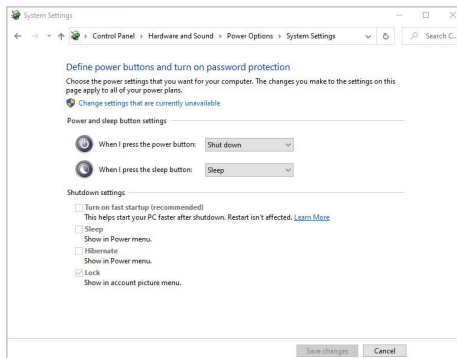 System Settings
Control Panel > Hardware and Sound > Power Options > System Settings
Search C...
Define power buttons and turn on password protection
Choose the power settings that you want for your computer. The changes you make to the settings on this
page apply to all of your power plans.
Change settings that are currently unavailable
Power and sleep button settings
When I press the power button: Shut down
When I press the sleep button: Sleep
Shutdown settings
Turn on fast startup (recommended)
This helps start your PC faster after shutdown. Restart isn't affected. Learn More
Sleep
Show in Power menu.
Hibernate
Show in Power menu.
Lock
Show in account picture menu.
Save changes Cancel